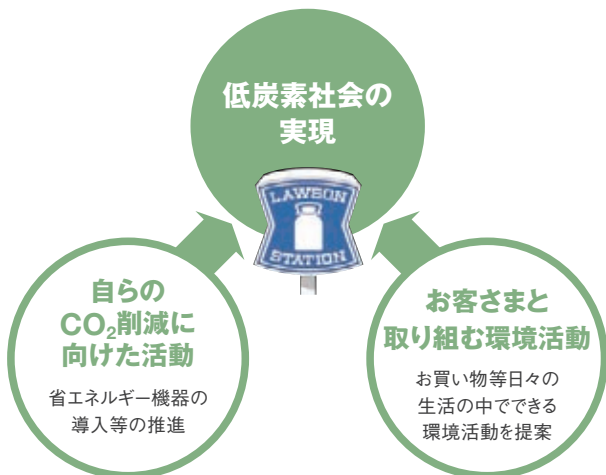 低炭素社会の
実現
LAWSON
STATION
自らの
CO₂削減に
向けた活動
省エネルギー機器の
導入等の推進
お客さまと
取り組む環境活動
お買い物等日々の
生活の中でできる
環境活動を提案